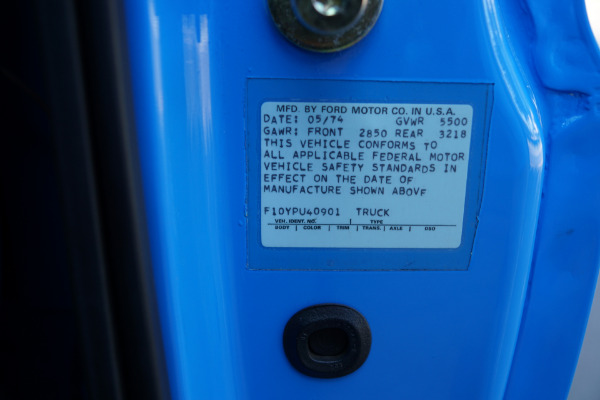 MFD. BY FORD MOTOR CO. IN U.S.A.
DATE: 05/74 GVWR 5500
GAWR: FRONT 2850 REAR 3218
THIS VEHICLE CONFORMS TO
ALL APPLICABLE FEDERAL MOTOR
VEHICLE SAFETY STANDARDS IN
EFFECT ON THE DATE OF
MANUFACTURE SHOWN ABOVE
F10YPU40901 TRUCK
VEH. IDENT. NO. TYPE
BODY COLOR TRIM TRANS. AXLE DSO